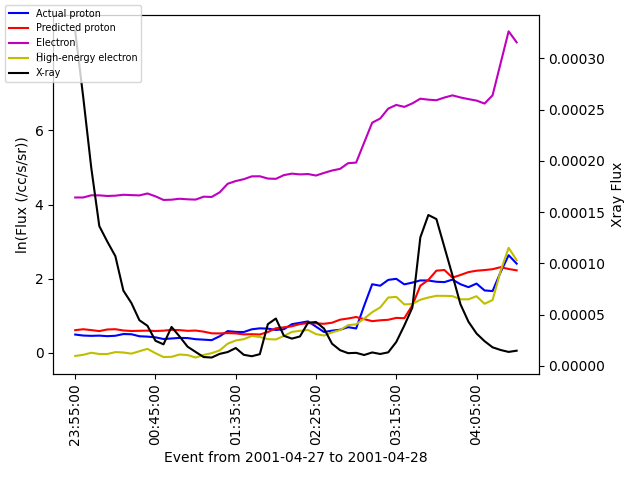 Actual proton
Predicted proton
Electron
High-energy electron
X-ray
ln(Flux (/cc/s/sr))
6
4
2
0
0.00030
0.00025
0.00020
0.00015
0.00010
0.00005
0.00000
Xray Flux
23:55:00
00:45:00
01:35:00
02:25:00
03:15:00
04:05:00
Event from 2001-04-27 to 2001-04-28